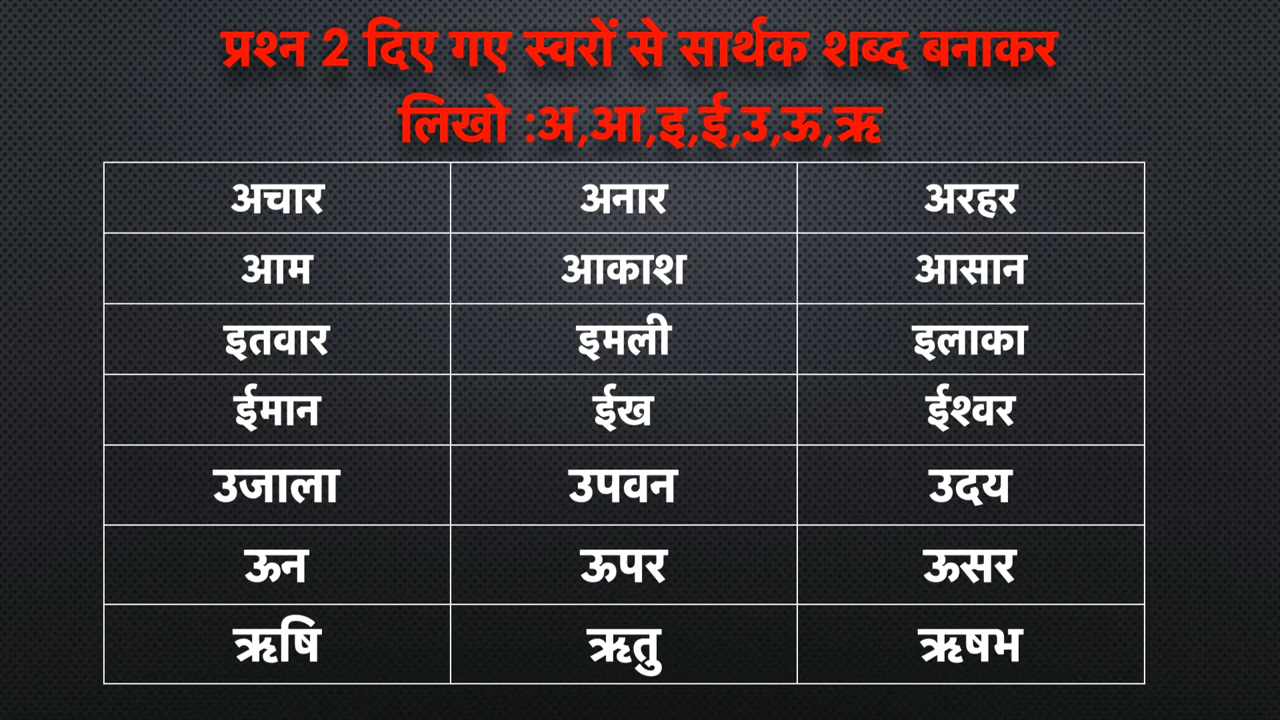 प्रश्न 2 दिए गए स्वरों से सार्थक शब्द बनाकर
लिखो :अ,आ,इ,ई,उ,ऊ,ऋ
अचार अनार अरहर
आम आकाश आसान
इतवार इमली इलाका
ईमान ईख ईश्वर
उजाला उपवन उदय
ऊन ऊपर ऊसर
ऋषि ऋतु ऋषभ